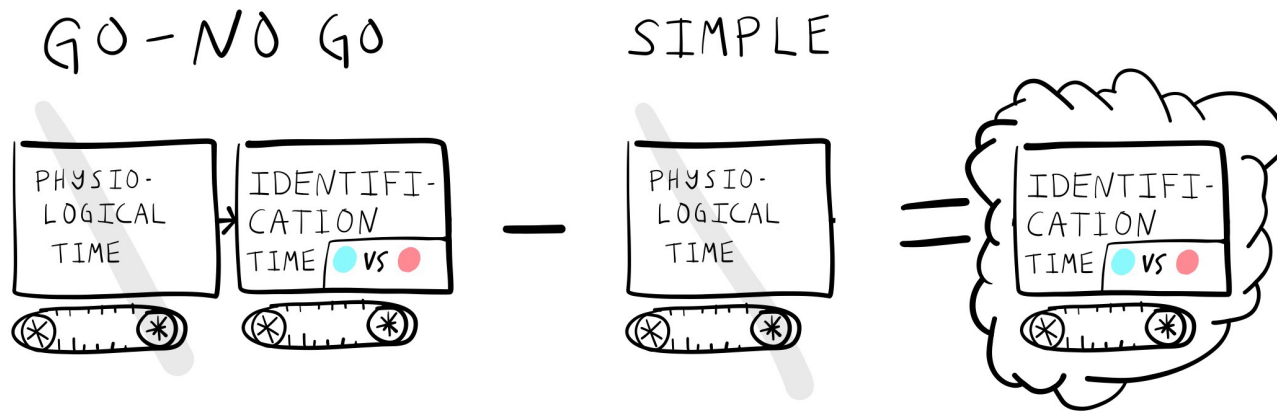 GO-NO GO
SIMPLE
PHYSIO-
LOGICAL
TIME
IDENTIFI-
CATION
TIME VS
PHYSIO-
LOGICAL
TIME
IDENTIFI-
CATION
TIME VS